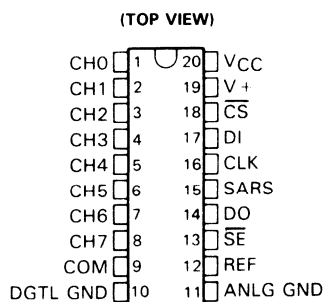 (TOP VIEW)
CH0 1 20 VCC
CH1 2 19 V+
CH2 3 18 CS
CH3 4 17 DI
CH4 5 16 CLK
CH5 6 15 SARS
CH6 7 14 DO
CH7 8 13 SE
COM 9 12 REF
DGTL GND 10 11 ANLG GND